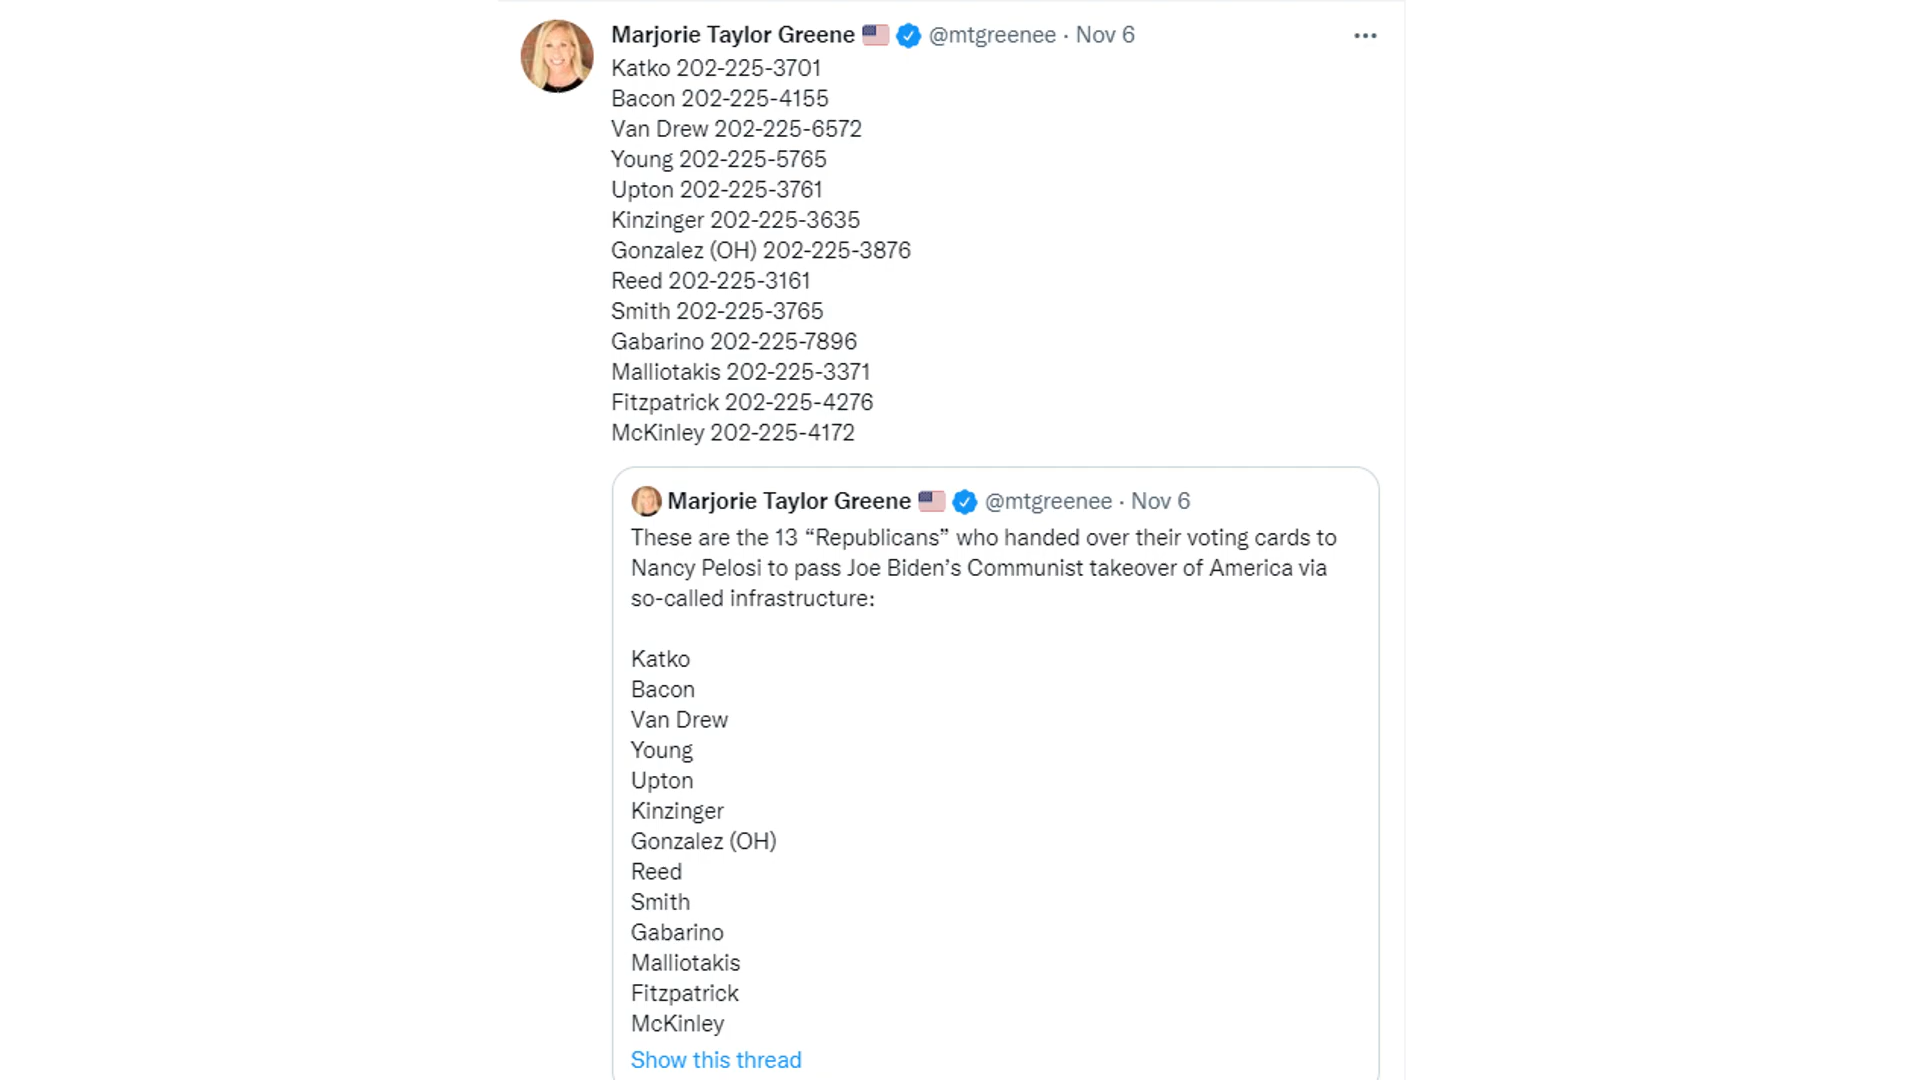 Marjorie Taylor Greene 🇺🇸 @mtgreenee · Nov 6
Katko 202-225-3701
Bacon 202-225-4155
Van Drew 202-225-6572
Young 202-225-5765
Upton 202-225-3761
Kinzinger 202-225-3635
Gonzalez (OH) 202-225-3876
Reed 202-225-3161
Smith 202-225-3765
Gabarino 202-225-7896
Malliotakis 202-225-3371
Fitzpatrick 202-225-4276
McKinley 202-225-4172
Marjorie Taylor Greene 🇺🇸 @mtgreenee · Nov 6
These are the 13 “Republicans” who handed over their voting cards to
Nancy Pelosi to pass Joe Biden’s Communist takeover of America via
so-called infrastructure:
Katko
Bacon
Van Drew
Young
Upton
Kinzinger
Gonzalez (OH)
Reed
Smith
Gabarino
Malliotakis
Fitzpatrick
McKinley
Show this thread